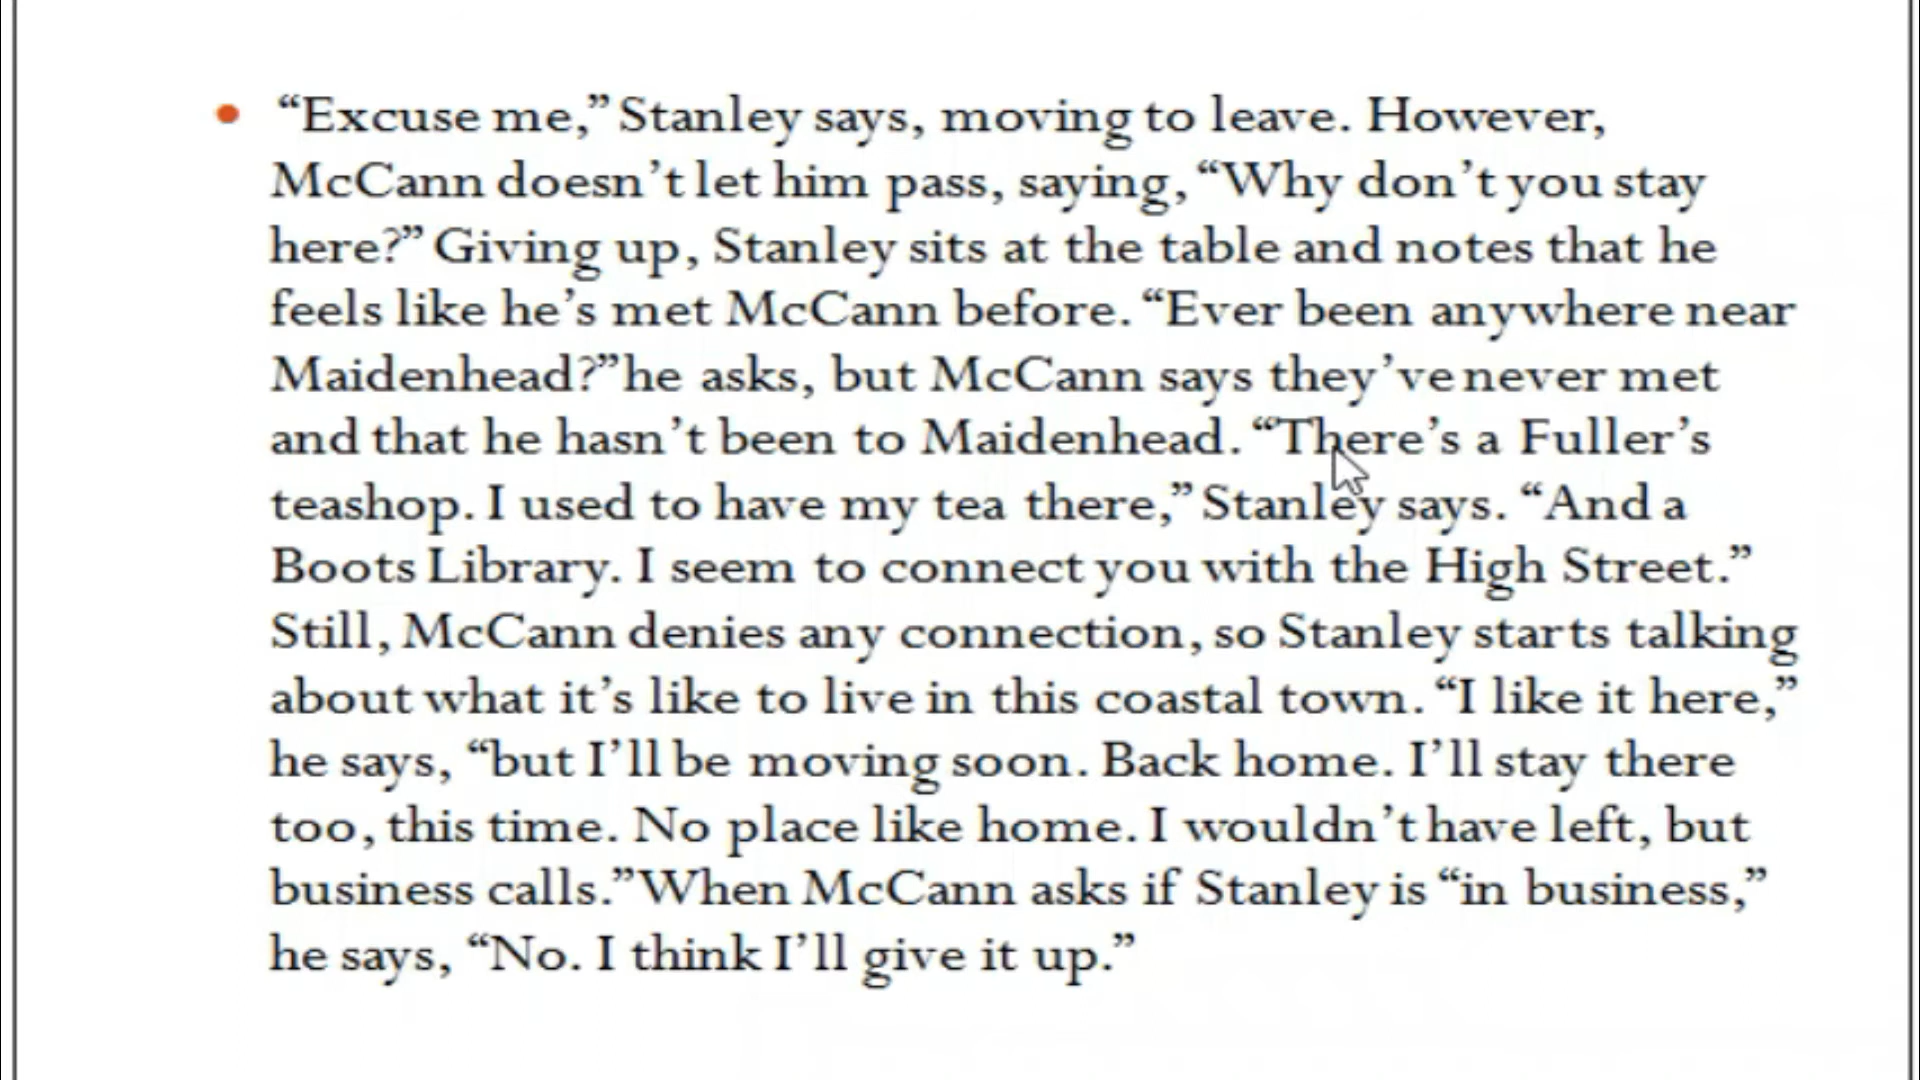 “Excuse me,” Stanley says, moving to leave. However,
McCann doesn’t let him pass, saying, “Why don’t you stay
here?” Giving up, Stanley sits at the table and notes that he
feels like he’s met McCann before. “Ever been anywhere near
Maidenhead?” he asks, but McCann says they’ve never met
and that he hasn’t been to Maidenhead. “There’s a Fuller’s
teashop. I used to have my tea there,” Stanley says. “And a
Boots Library. I seem to connect you with the High Street.”
Still, McCann denies any connection, so Stanley starts talking
about what it’s like to live in this coastal town. “I like it here,”
he says, “but I’ll be moving soon. Back home. I’ll stay there
too, this time. No place like home. I wouldn’t have left, but
business calls.” When McCann asks if Stanley is “in business,”
he says, “No. I think I’ll give it up.”